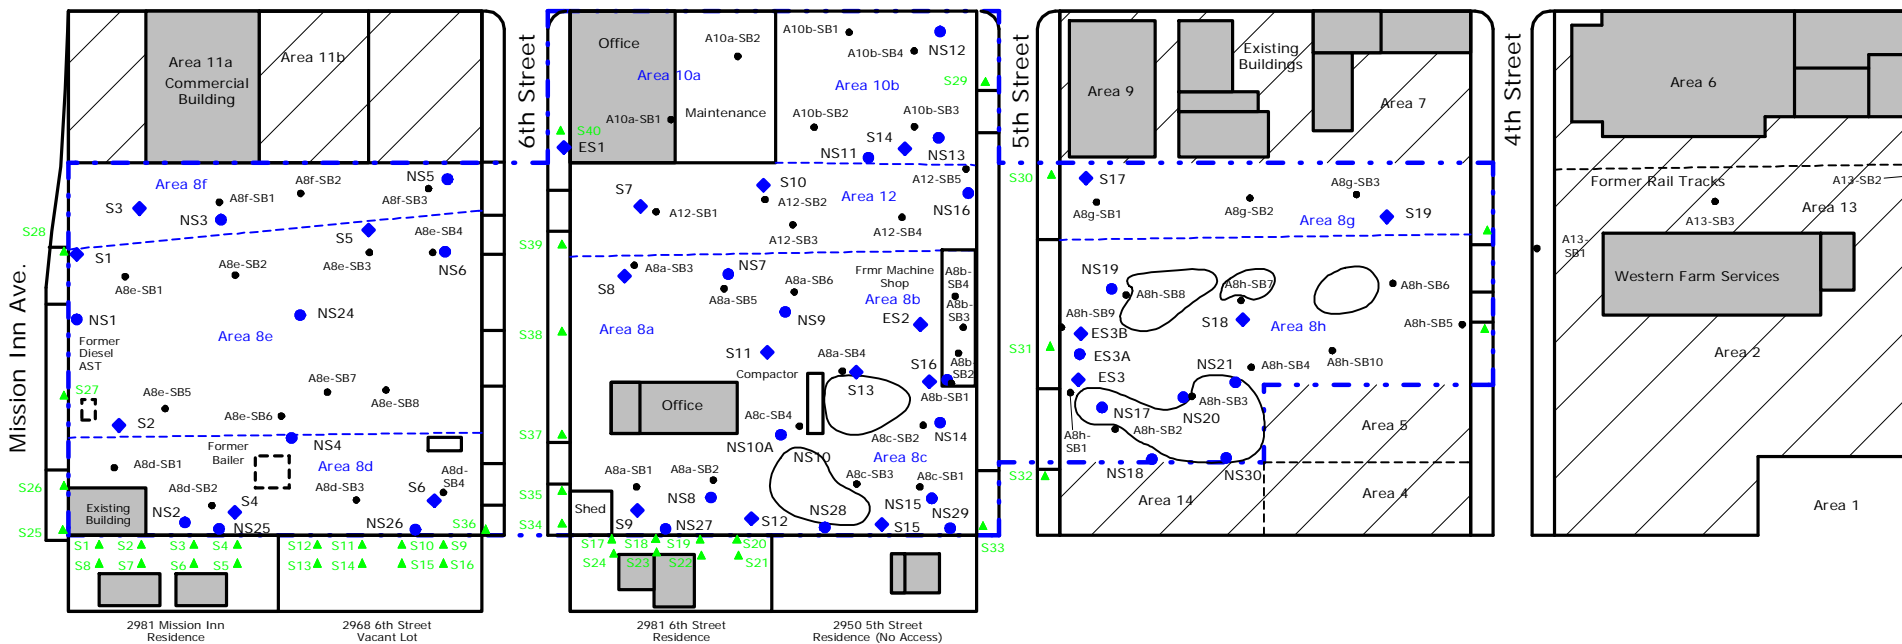 Mission Inn Ave.
6th Street
5th Street
4th Street
Area 11a
Commercial
Building
Area 11b
Area 8f
A8f-SB1
A8f-SB2
A8f-SB3
NS5
S3
NS3
S5
A8e-SB4
NS6
S28
S1
A8e-SB1
A8e-SB2
A8e-SB3
NS1
NS24
Area 8e
Former
Diesel
AST
S27
A8e-SB5
A8e-SB7
A8e-SB8
A8e-SB6
S2
NS4
Former
Bailer
Area 8d
A8d-SB1
A8d-SB2
A8d-SB3
A8d-
SB4
S6
S26
Existing
Building
S4
NS2
NS25
NS26
S36
S25
S1
S2
S3
S4
S12
S11
S10
S9
S8
S7
S6
S5
S13
S14
S15
S16
2981 Mission Inn
Residence
2968 6th Street
Vacant Lot
Office
Area 10a
A10a-SB2
A10a-SB1
Maintenance
A10b-SB1
A10b-SB4
NS12
Area 10b
S29
A10b-SB2
A10b-SB3
S14
NS11
NS13
S40
ES1
S7
A12-SB1
S10
A12-SB2
A12-SB3
Area 12
A12-SB5
NS16
A12-SB4
S39
A8a-SB3
S8
NS7
A8a-SB5
A8a-SB6
NS9
Frmr Machine
Shop
Area 8b
ES2
A8b-
SB4
A8b-
SB3
A8b-
SB2
A8b-SB1
S38
Area 8a
S11
Compactor
A8a-SB4
S13
S16
Office
A8c-SB4
NS10A
NS10
A8c-SB2
NS14
S37
Area 8c
A8a-SB1
A8a-SB2
A8c-SB3
A8c-SB1
S35
Shed
NS8
NS15
S34
S9
NS27
S12
NS28
S15
NS29
S33
S17
S18
S19
S20
S24
S23
S22
S21
2981 6th Street
Residence
2950 5th Street
Residence (No Access)
Area 9
Existing
Buildings
Area 7
S30
S17
A8g-SB1
A8g-SB2
A8g-SB3
S19
Area 8g
NS19
A8h-SB8
A8h-SB7
A8h-SB6
A8h-SB9
S18
Area 8h
A8h-SB5
ES3B
S31
ES3A
NS21
A8h-SB4
A8h-SB10
ES3
NS17
A8h-SB3
NS20
A8h-SB2
A8h-
SB1
Area 5
NS18
NS30
S32
Area 14
Area 4
Area 6
Former Rail Tracks
A13-SB2
A13-SB3
Area 13
A13-
SB1
Western Farm Services
Area 2
Area 1